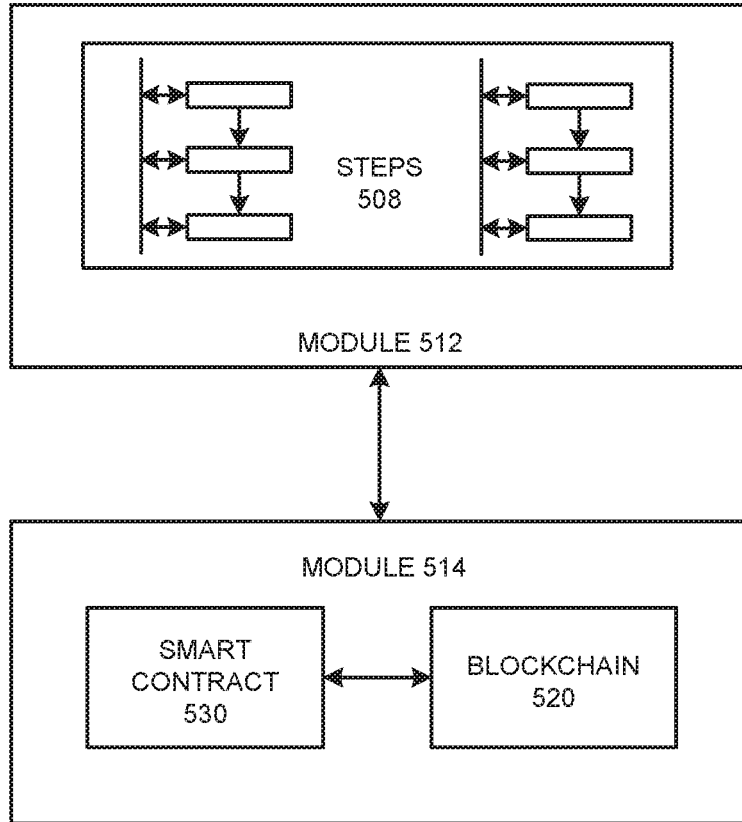 STEPS
508
MODULE 512
MODULE 514
SMART
CONTRACT
530
BLOCKCHAIN
520